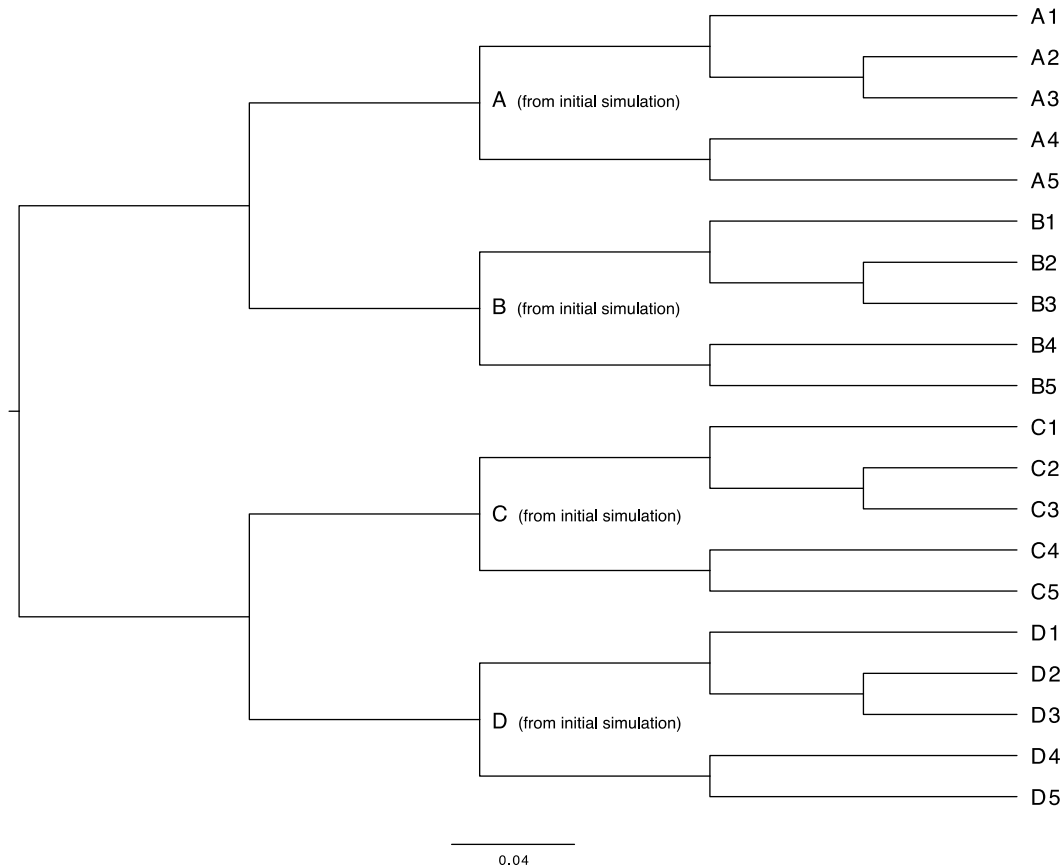 A1
A2
A (from initial simulation)
A3
A4
A5
B1
B2
B (from initial simulation)
B3
B4
B5
C1
C2
C3
C (from initial simulation)
C4
C5
D1
D2
D3
D (from initial simulation)
D4
D5
0.04